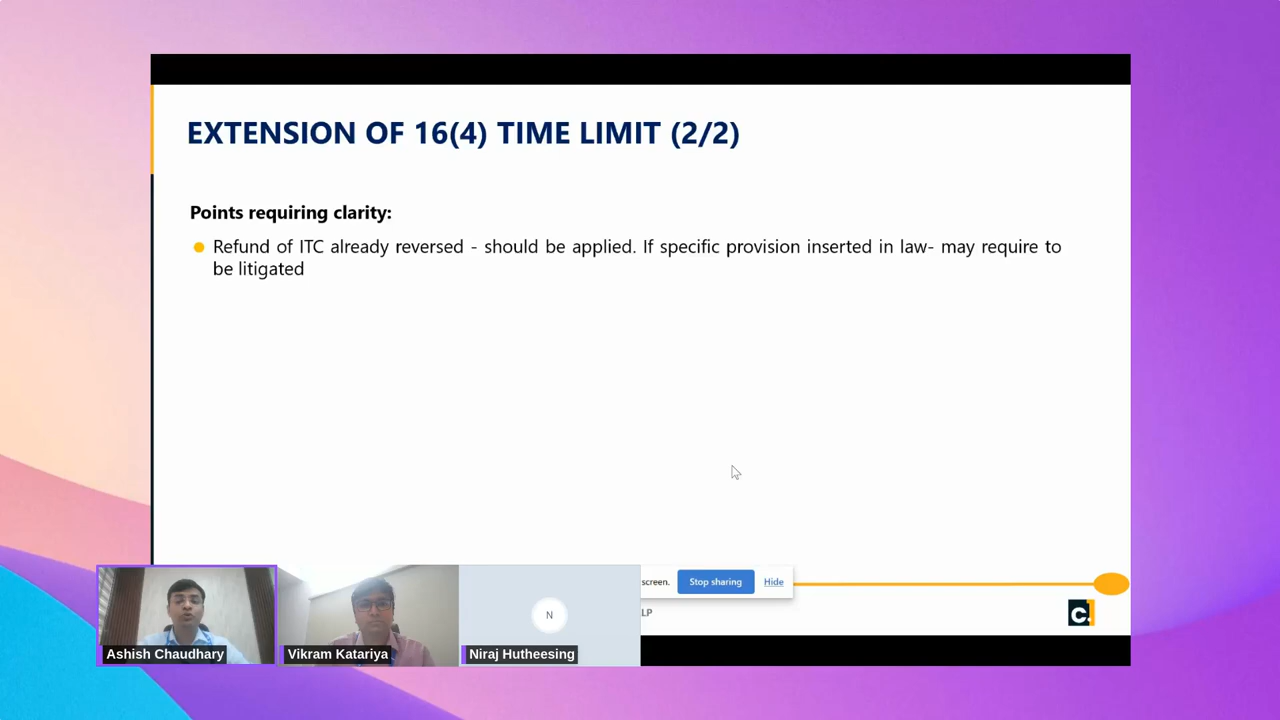 EXTENSION OF 16(4) TIME LIMIT (2/2)
Points requiring clarity:
Refund of ITC already reversed - should be applied. If specific provision inserted in law- may require to
be litigated
screen.
Stop sharing
Hide
LP
c.
N
Ashish Chaudhary
Vikram Katariya
Niraj Hutheesing